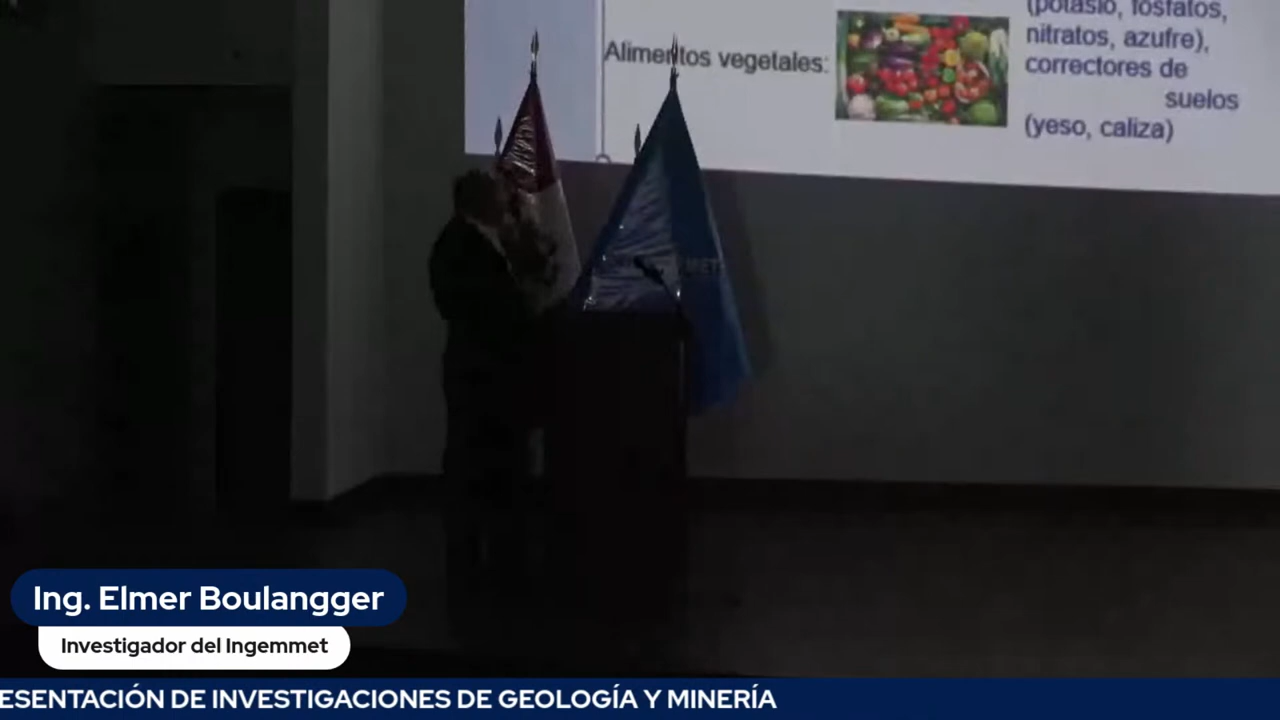 (potasio, fosfatos,
nitratos, azufre),
Alimentos vegetales:
correctores de
suelos
(yeso, caliza)
MET
Ing. Elmer Boulangger
Investigador del Ingemmet
ESENTACIÓN DE INVESTIGACIONES DE GEOLOGÍA Y MINERÍA